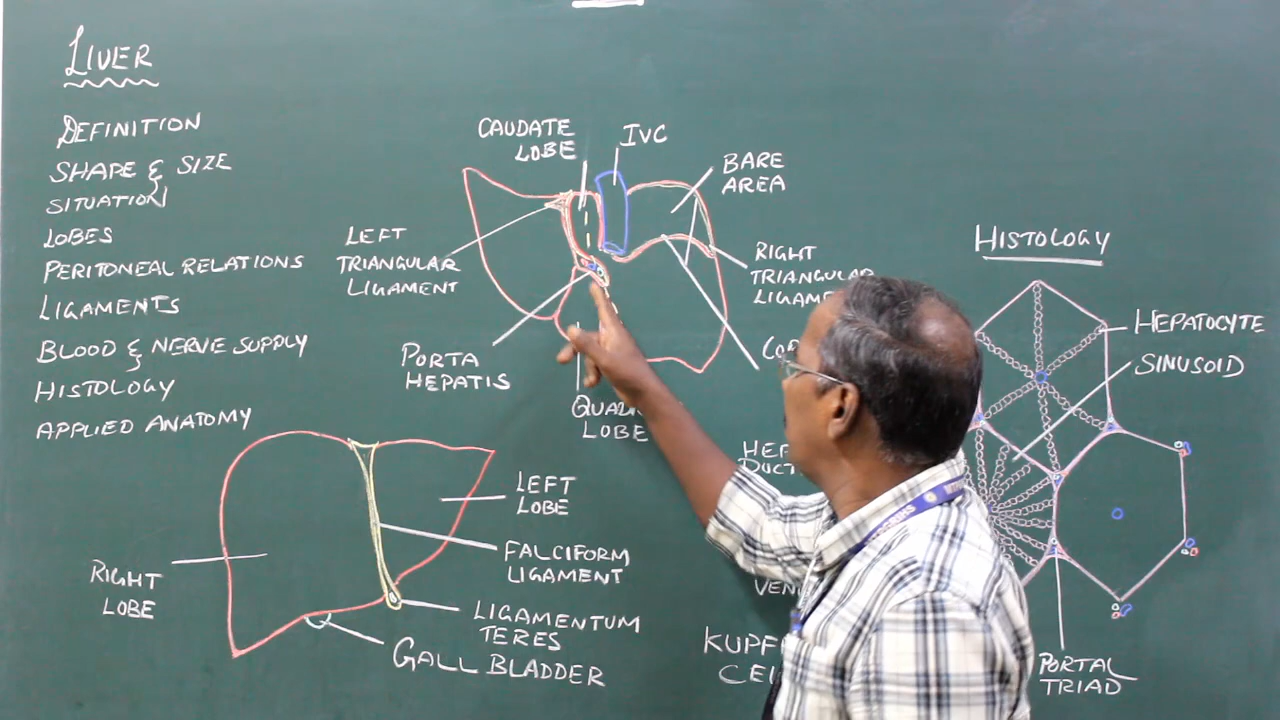 LIVER
DEFINITION
SHAPE & SIZE
SITUATION
LOBES
PERITONEAL RELATIONS
LIGAMENTS
BLOOD & NERVE SUPPLY
HISTOLOGY
APPLIED ANATOMY
CAUDATE
LOBE
IVC
BARE
AREA
LEFT
TRIANGULAR
LIGAMENT
RIGHT
TRIANGULAR
PORTA
HEPATIS
LOBE
RIGHT
LOBE
LEFT
LOBE
FALCIFORM
LIGAMENT
LIGAMENTUM
TERES
GALL BLADDER
HISTOLOGY
HEPATOCYTE
SINUSOID
PORTAL
TRIAD